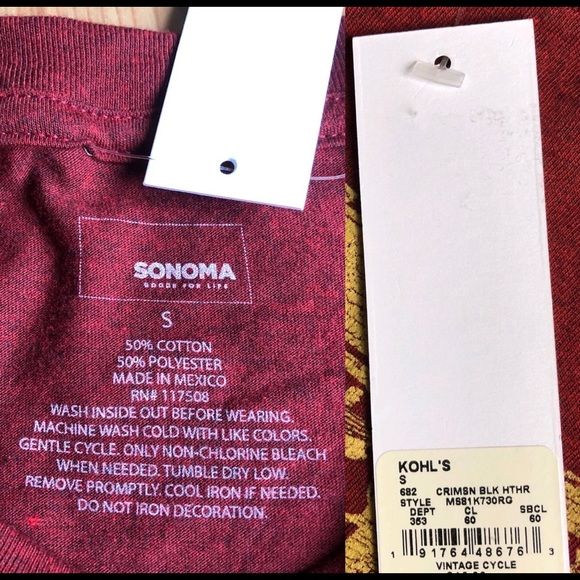 SONOMA
GOODS FOR LIFE
S
50% COTTON
50% POLYESTER
MADE IN MEXICO
RN# 117508
WASH INSIDE OUT BEFORE WEARING.
MACHINE WASH COLD WITH LIKE COLORS.
GENTLE CYCLE. ONLY NON-CHLORINE BLEACH
WHEN NEEDED. TUMBLE DRY LOW.
REMOVE PROMPTLY. COOL IRON IF NEEDED.
DO NOT IRON DECORATION.
KOHL'S
S
682 CRIMSN BLK HTHR
STYLE MS81K730RG
DEPT CL SBCL
353 60 60
1 91764 48676 3
VINTAGE CYCLE